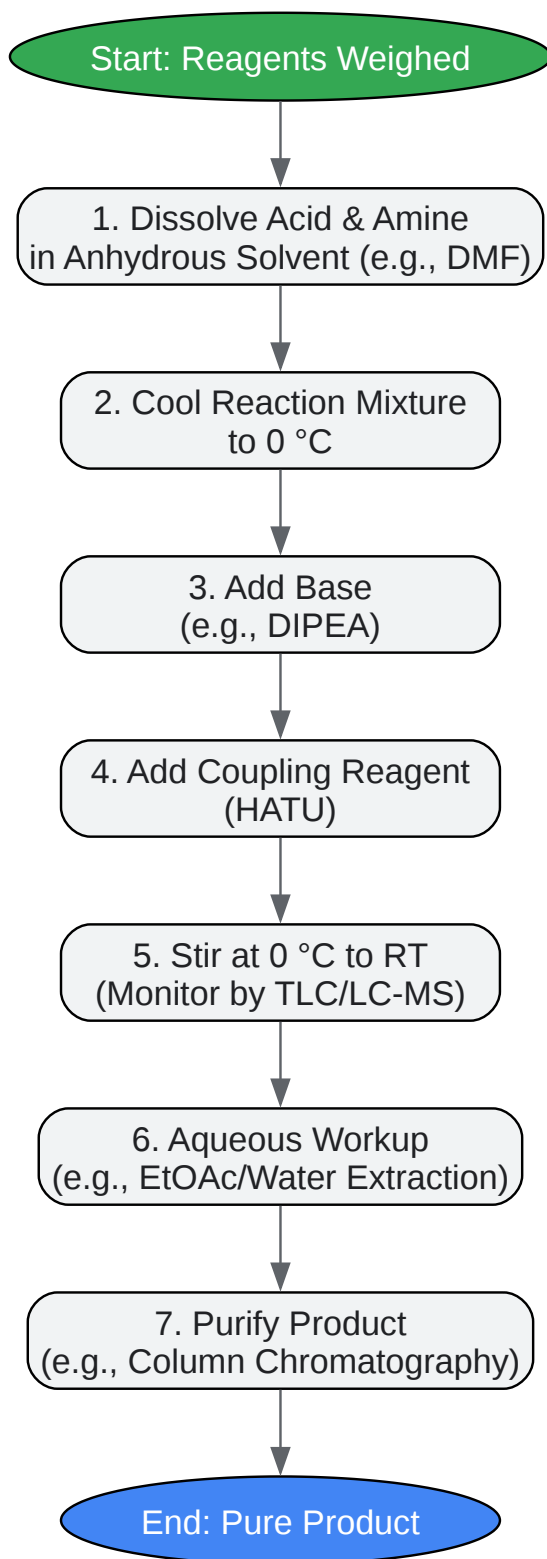 Start: Reagents Weighed
1. Dissolve Acid & Amine
in Anhydrous Solvent (e.g., DMF)
2. Cool Reaction Mixture
to 0 °C
3. Add Base
(e.g., DIPEA)
4. Add Coupling Reagent
(HATU)
5. Stir at 0 °C to RT
(Monitor by TLC/LC-MS)
6. Aqueous Workup
(e.g., EtOAc/Water Extraction)
7. Purify Product
(e.g., Column Chromatography)
End: Pure Product